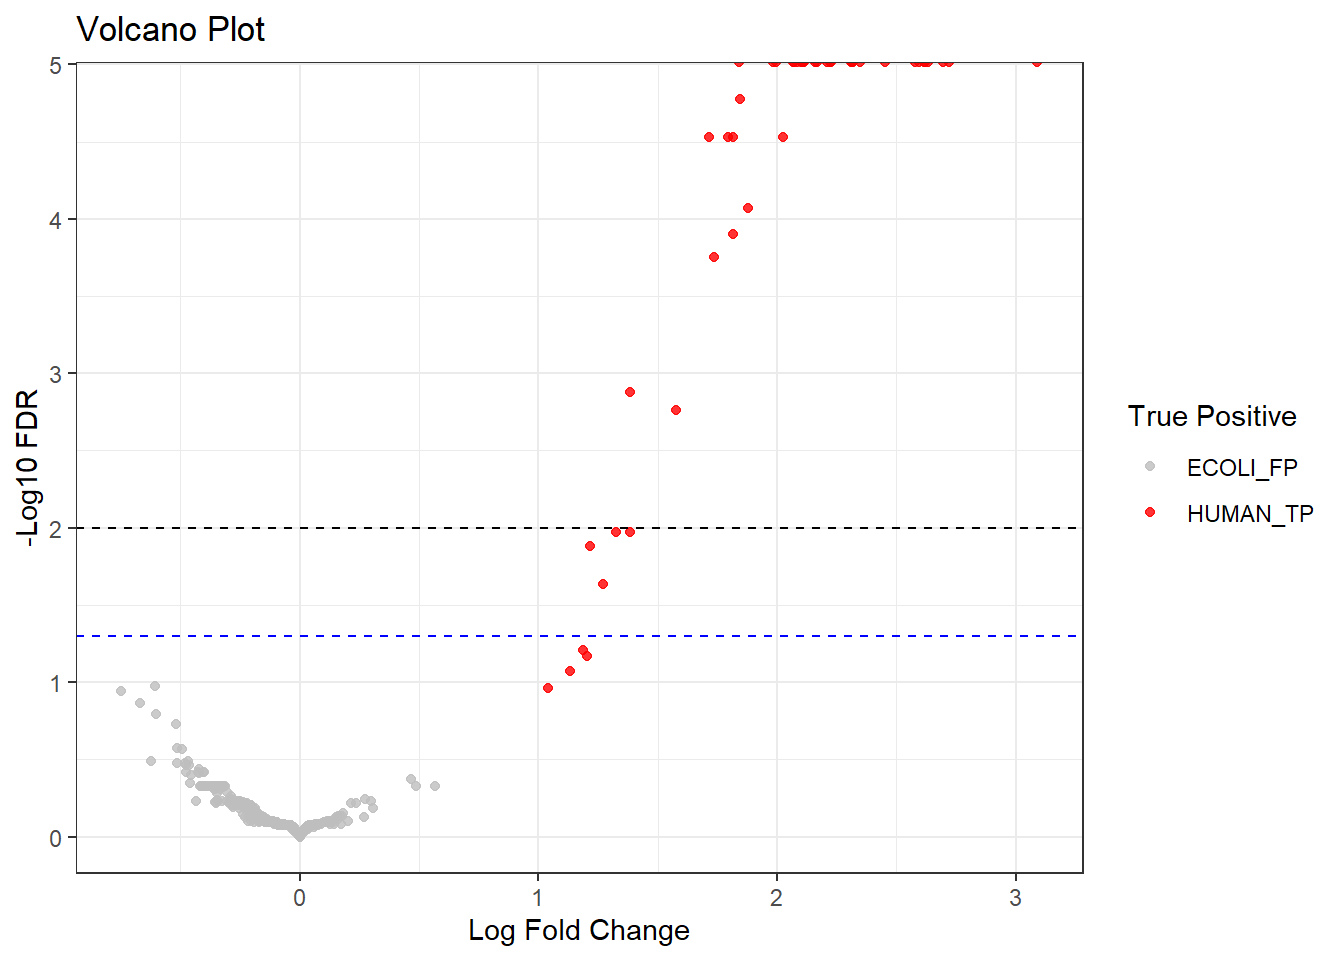 Volcano Plot
5
4
3
2
1
0
-Log10 FDR
0 1 2 3
Log Fold Change
True Positive
ECOLI_FP
HUMAN_TP